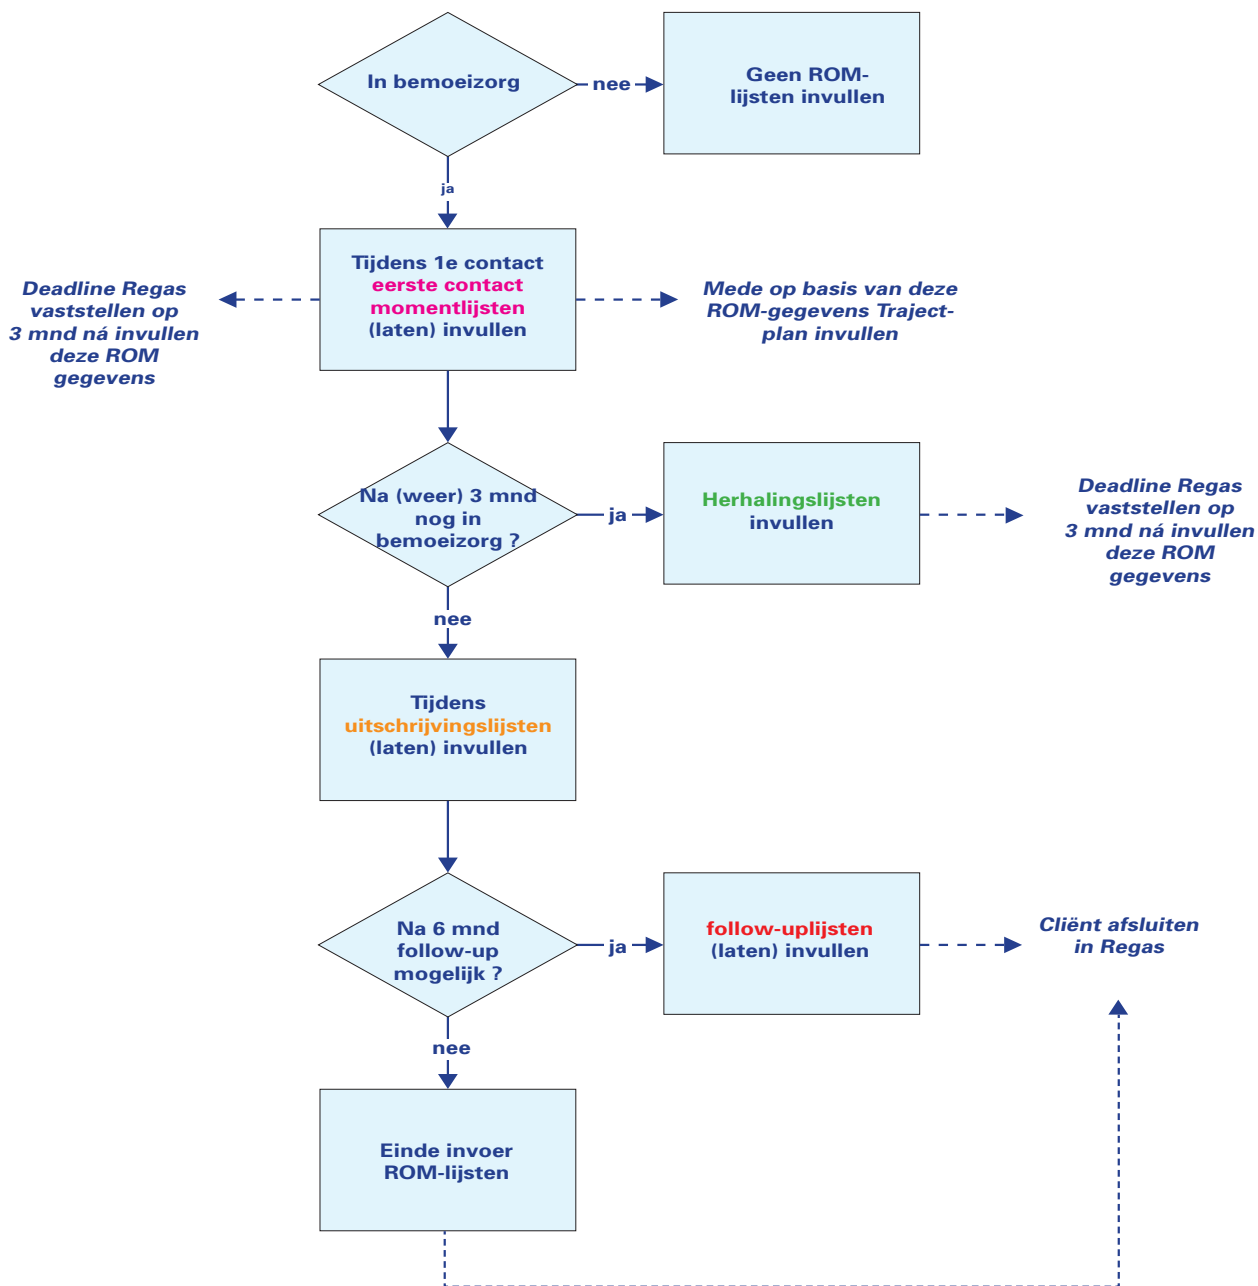 In bemoeizorg
nee
Geen ROM-
lijsten invullen
ja
Tijdens 1e contact
eerste contact
momentlijsten
(laten) invullen
Deadline Regas
vaststellen op
3 mnd ná invullen
deze ROM
gegevens
Mede op basis van deze
ROM-gegevens Traject-
plan invullen
Na (weer) 3 mnd
nog in
bemoeizorg ?
ja
Herhalingslijsten
invullen
Deadline Regas
vaststellen op
3 mnd ná invullen
deze ROM
gegevens
nee
Tijdens
uitschrijvingslijsten
(laten) invullen
Na 6 mnd
follow-up
mogelijk ?
ja
follow-uplijsten
(laten) invullen
Cliënt afsluiten
in Regas
nee
Einde invoer
ROM-lijsten